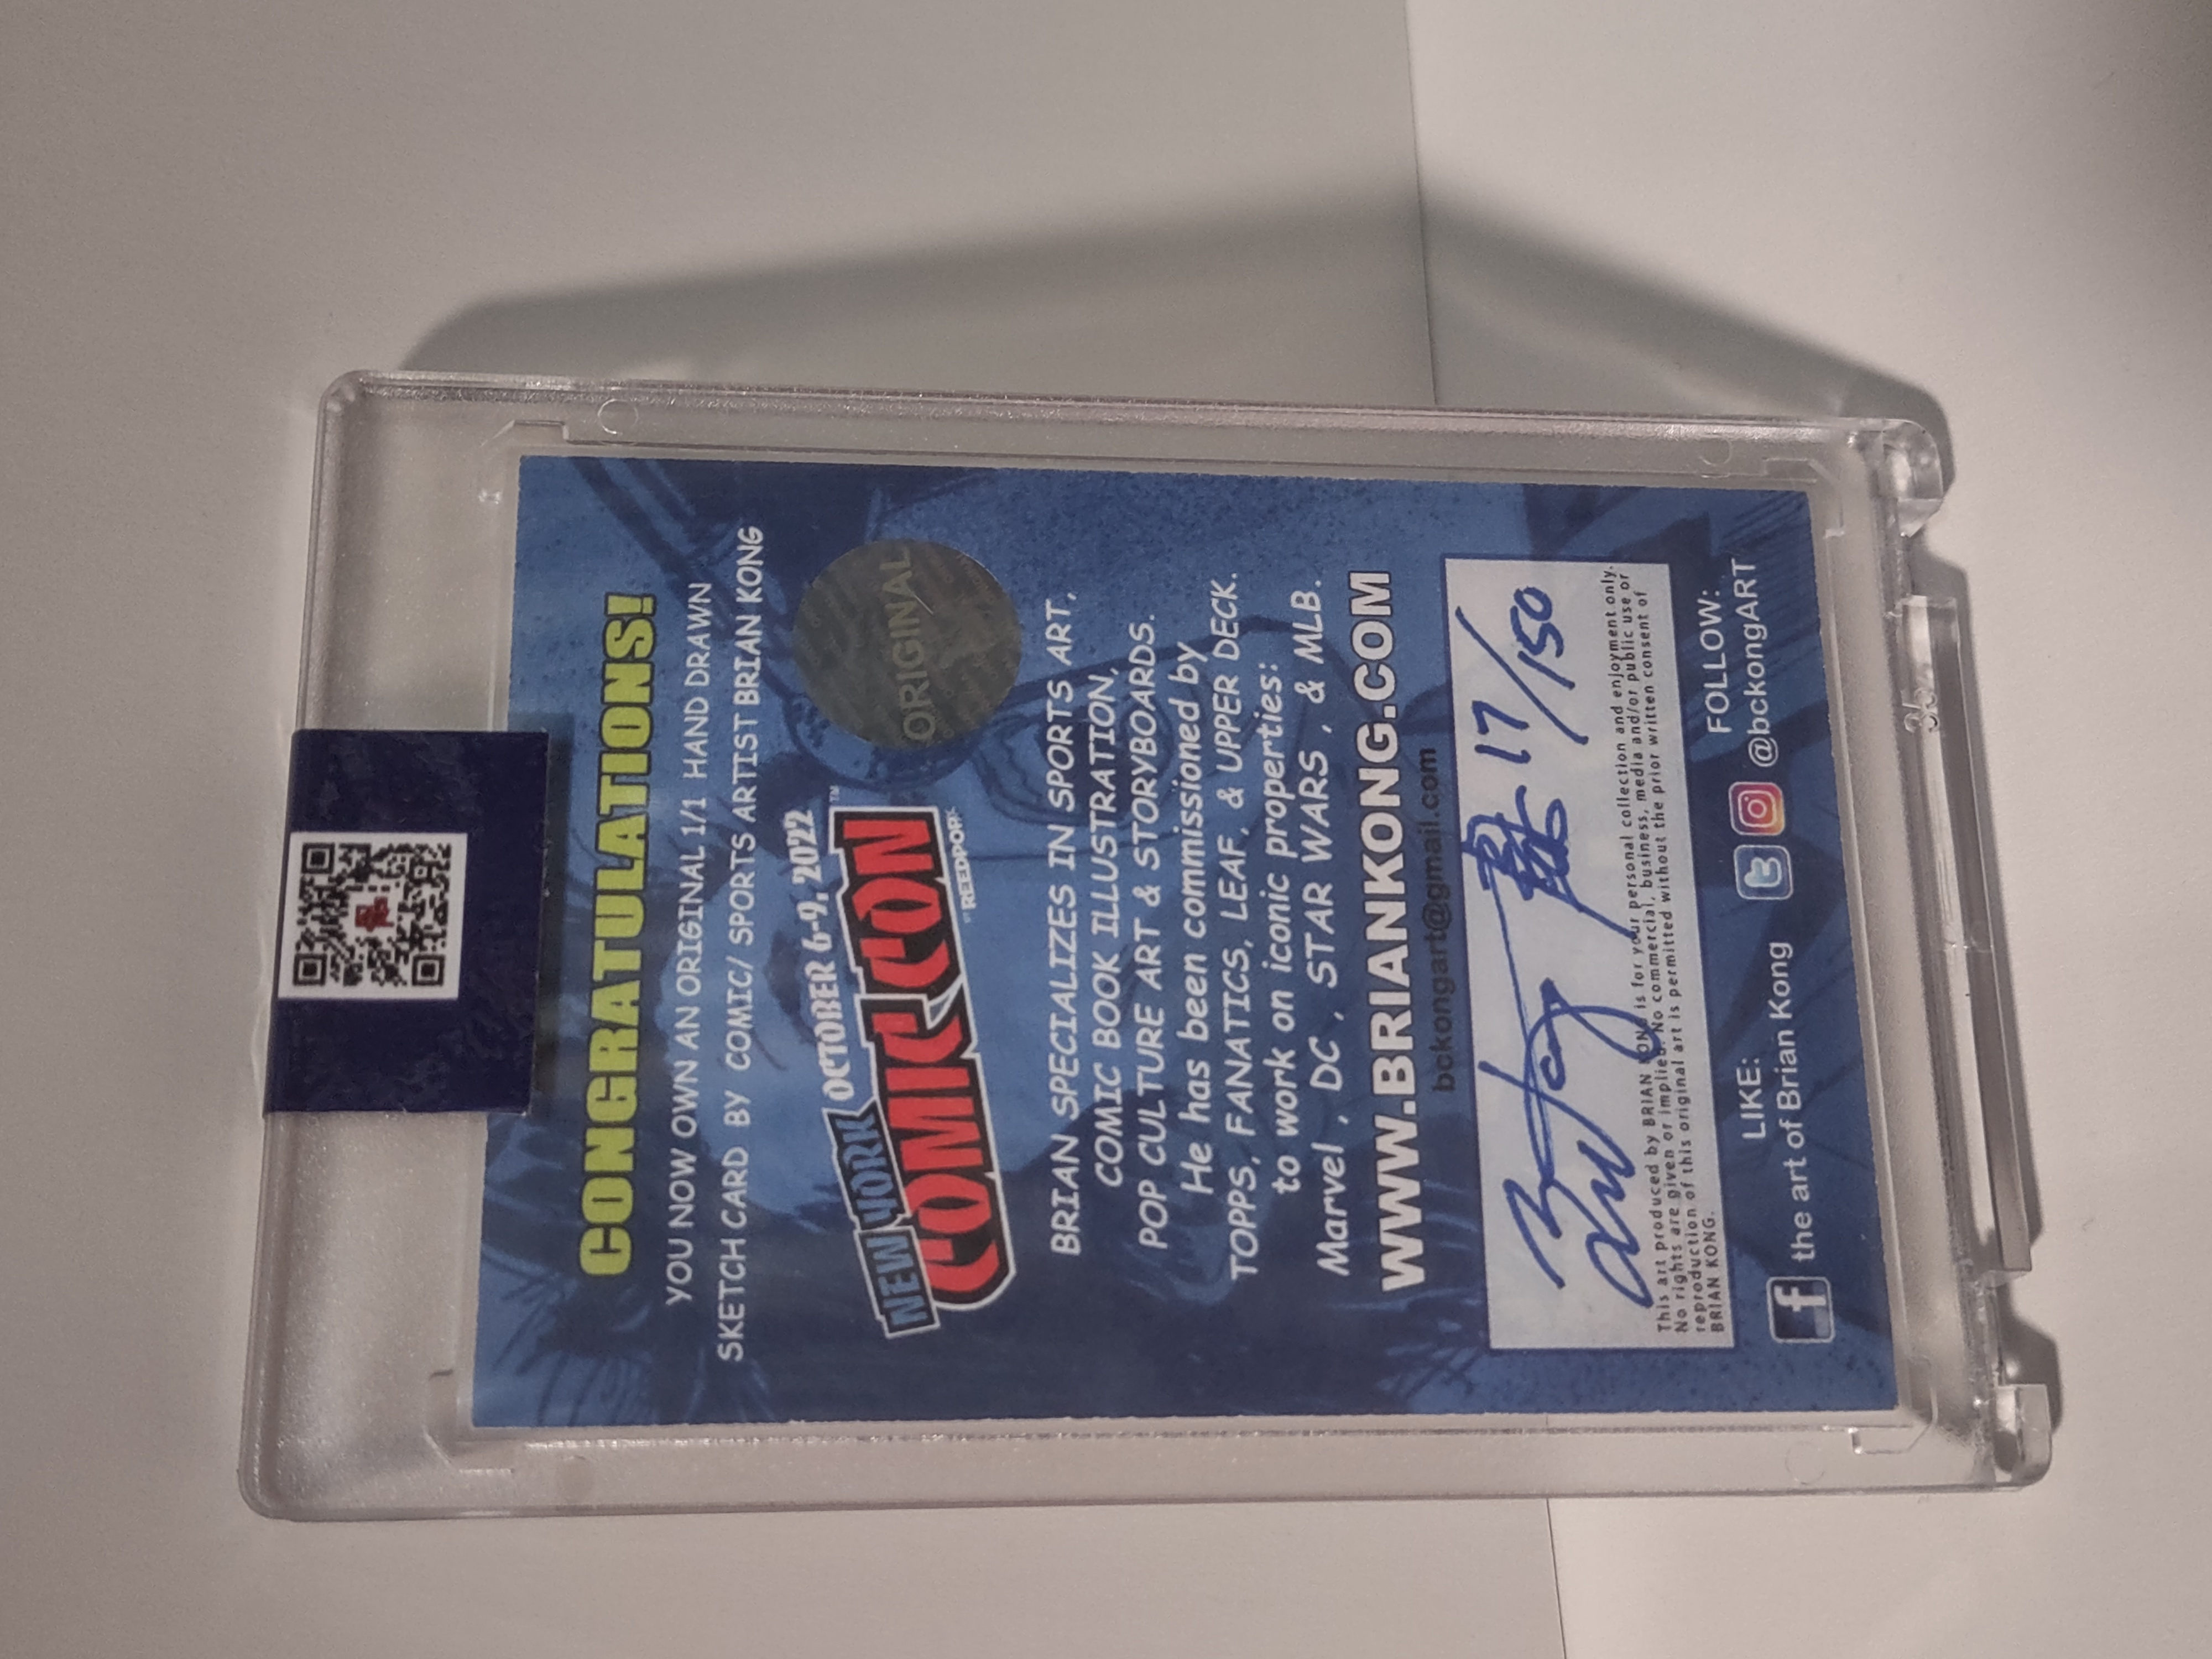 CONGRATULATIONS!
YOU NOW OWN AN ORIGINAL 1/1 HAND DRAWN
SKETCH CARD BY COMIC/ SPORTS ARTIST BRIAN KONG
NEW YORK OCTOBER 6-9, 2022
COMIC CON™
REEDPOP
ORIGINAL
BRIAN SPECIALIZES IN SPORTS ART,
COMIC BOOK ILLUSTRATION,
POP CULTURE ART & STORYBOARDS.
He has been commissioned by
TOPPS, FANATICS, LEAF, & UPPER DECK.
to work on iconic properties:
Marvel , DC , STAR WARS , & MLB.
WWW.BRIANKONG.COM
bckongart@gmail.com
17/150
This art produced by BRIAN KONG is for your personal collection and enjoyment only.
No rights are given or implied. No commercial, business, media and/or public use or
reproduction of this original art is permitted without the prior written consent of
BRIAN KONG.
LIKE:
the art of Brian Kong
FOLLOW:
@bckongART
35pt